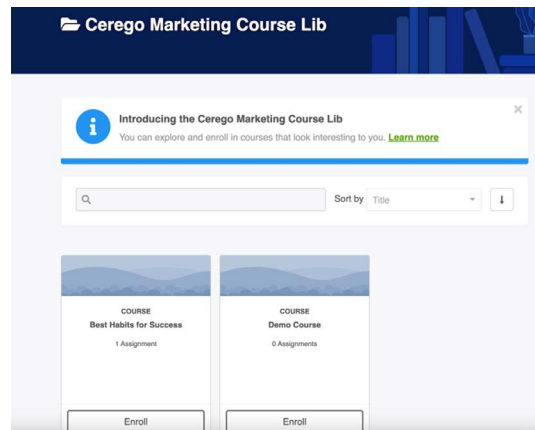 Cerego Marketing Course Lib
Introducing the Cerego Marketing Course Lib
You can explore and enroll in courses that look interesting to you. Learn more
Sort by Title
COURSE
Best Habits for Success
1 Assignment
Enroll
COURSE
Demo Course
0 Assignments
Enroll